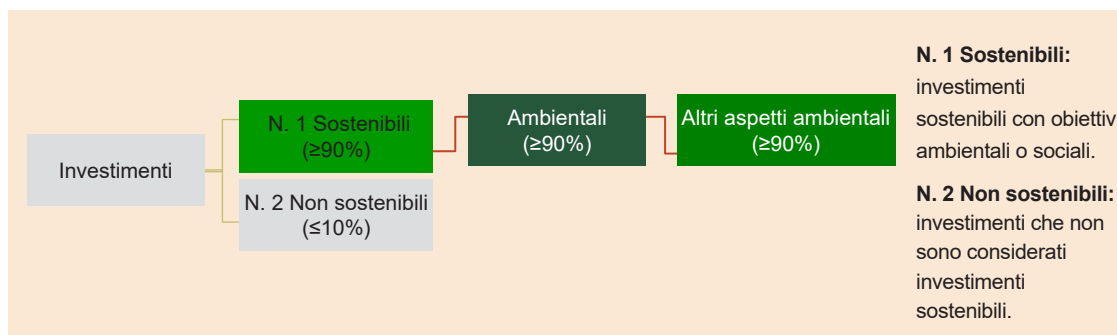 Investimenti
N. 1 Sostenibili
(≥90%)
N. 2 Non sostenibili
(≤10%)
Ambientali
(≥90%)
Altri aspetti ambientali
(≥90%)
N. 1 Sostenibili:
investimenti
sostenibili con obiettiv
ambientali o sociali.
N. 2 Non sostenibili:
investimenti che non
sono considerati
investimenti
sostenibili.